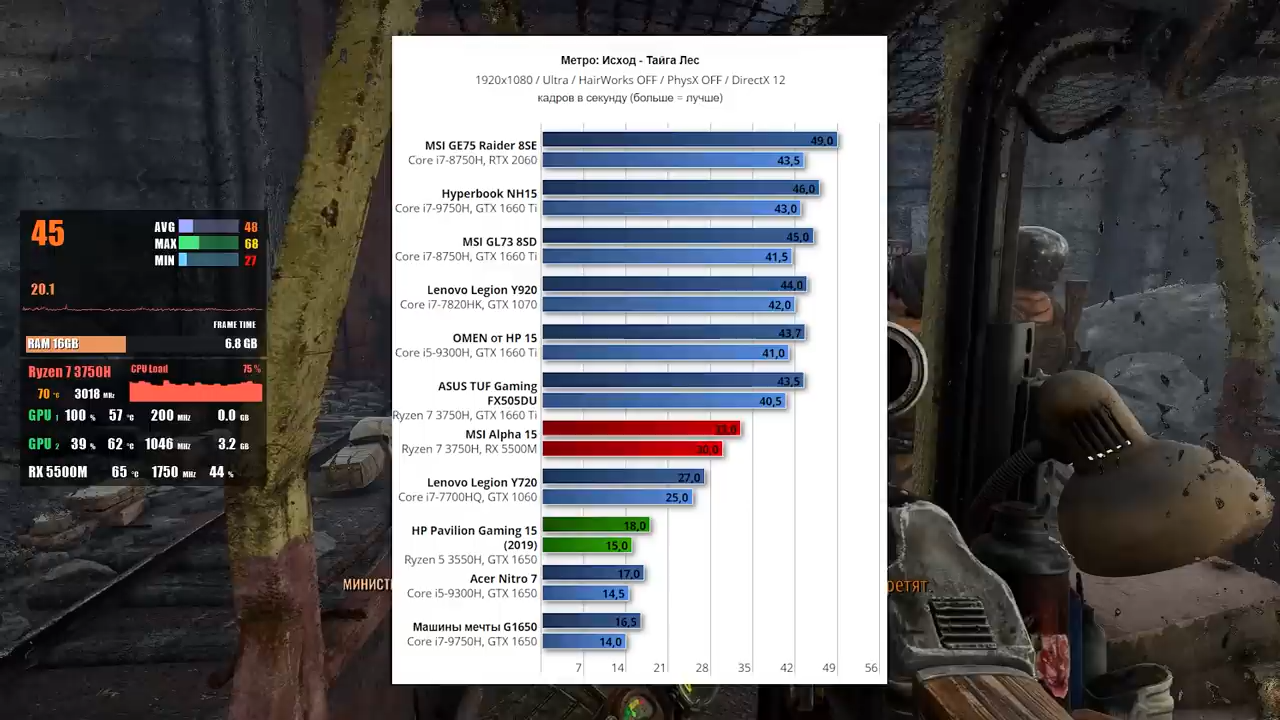 Метро: Исход - Тайга Лес
1920x1080 / Ultra / HairWorks OFF / PhysX OFF / DirectX 12
кадров в секунду (больше = лучше)
MSI GE75 Raider 8SE
Core i7-8750H, RTX 2060
49,0
43,5
Hyperbook NH15
Core i7-9750H, GTX 1660 Ti
46,0
43,0
MSI GL73 8SD
Core i7-8750H, GTX 1660 Ti
45,0
41,5
Lenovo Legion Y920
Core i7-7820HK, GTX 1070
44,0
42,0
OMEN от HP 15
Core i5-9300H, GTX 1660 Ti
43,7
41,0
ASUS TUF Gaming
FX505DU
Ryzen 7 3750H, GTX 1660 Ti
43,5
40,5
MSI Alpha 15
Ryzen 7 3750H, RX 5500M
33,0
30,0
Lenovo Legion Y720
Core i7-7700HQ, GTX 1060
27,0
25,0
HP Pavilion Gaming 15
(2019)
Ryzen 5 3550H, GTX 1650
18,0
15,0
Acer Nitro 7
Core i5-9300H, GTX 1650
17,0
14,5
Машины мечты G1650
Core i7-9750H, GTX 1650
16,5
14,0
7 14 21 28 35 42 49 56
45
AVG 48
MAX 68
MIN 27
20.1
FRAME TIME
RAM 16GB 6.8 GB
Ryzen 7 3750H CPU Load 75 %
70 °C 3018 MHz
GPU 1 100 % 57 °C 200 MHz 0.0 GB
GPU 2 39 % 62 °C 1046 MHz 3.2 GB
RX 5500M 65 °C 1750 MHz 44 %
МИНИСТ
РЕТЯТ.